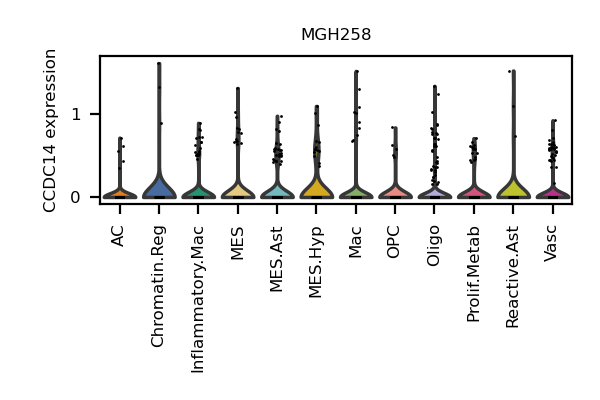 MGH258
CCDC14 expression
1
0
AC
Chromatin.Reg
Inflammatory.Mac
MES
MES.Ast
MES.Hyp
Mac
OPC
Oligo
Prolif.Metab
Reactive.Ast
Vasc